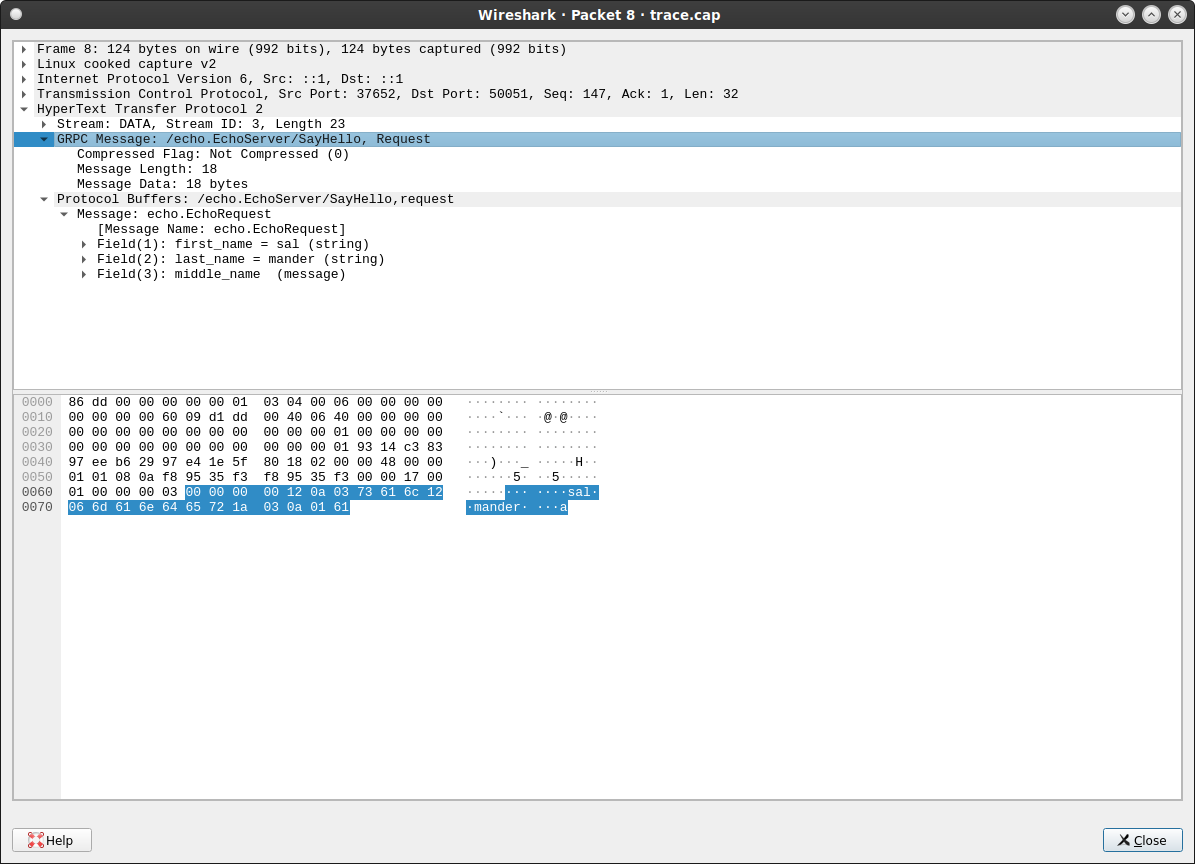 Wireshark · Packet 8 · trace.cap
Frame 8: 124 bytes on wire (992 bits), 124 bytes captured (992 bits)
Linux cooked capture v2
Internet Protocol Version 6, Src: ::1, Dst: ::1
Transmission Control Protocol, Src Port: 37652, Dst Port: 50051, Seq: 147, Ack: 1, Len: 32
HyperText Transfer Protocol 2
Stream: DATA, Stream ID: 3, Length 23
GRPC Message: /echo.EchoServer/SayHello, Request
Compressed Flag: Not Compressed (0)
Message Length: 18
Message Data: 18 bytes
Protocol Buffers: /echo.EchoServer/SayHello,request
Message: echo.EchoRequest
[Message Name: echo.EchoRequest]
Field(1): first_name = sal (string)
Field(2): last_name = mander (string)
Field(3): middle_name  (message)
0000 86 dd 00 00 00 00 00 01 03 04 00 06 00 00 00 00 ········ ········
0010 00 00 00 00 60 09 d1 dd 00 40 06 40 00 00 00 00 ····`··· ·@·@····
0020 00 00 00 00 00 00 00 00 00 00 00 01 00 00 00 00 ········ ········
0030 00 00 00 00 00 00 00 00 00 00 00 01 93 14 c3 83 ········ ········
0040 97 ee b6 29 97 e4 1e 5f 80 18 02 00 00 48 00 00 ···)···_ ·····H··
0050 01 01 08 0a f8 95 35 f3 f8 95 35 f3 00 00 17 00 ······5· ··5·····
0060 01 00 00 00 03 00 00 00 00 12 0a 03 73 61 6c 12 ········ ····sal·
0070 06 6d 61 6e 64 65 72 1a 03 0a 01 61 ·mander· ···a
Help
Close